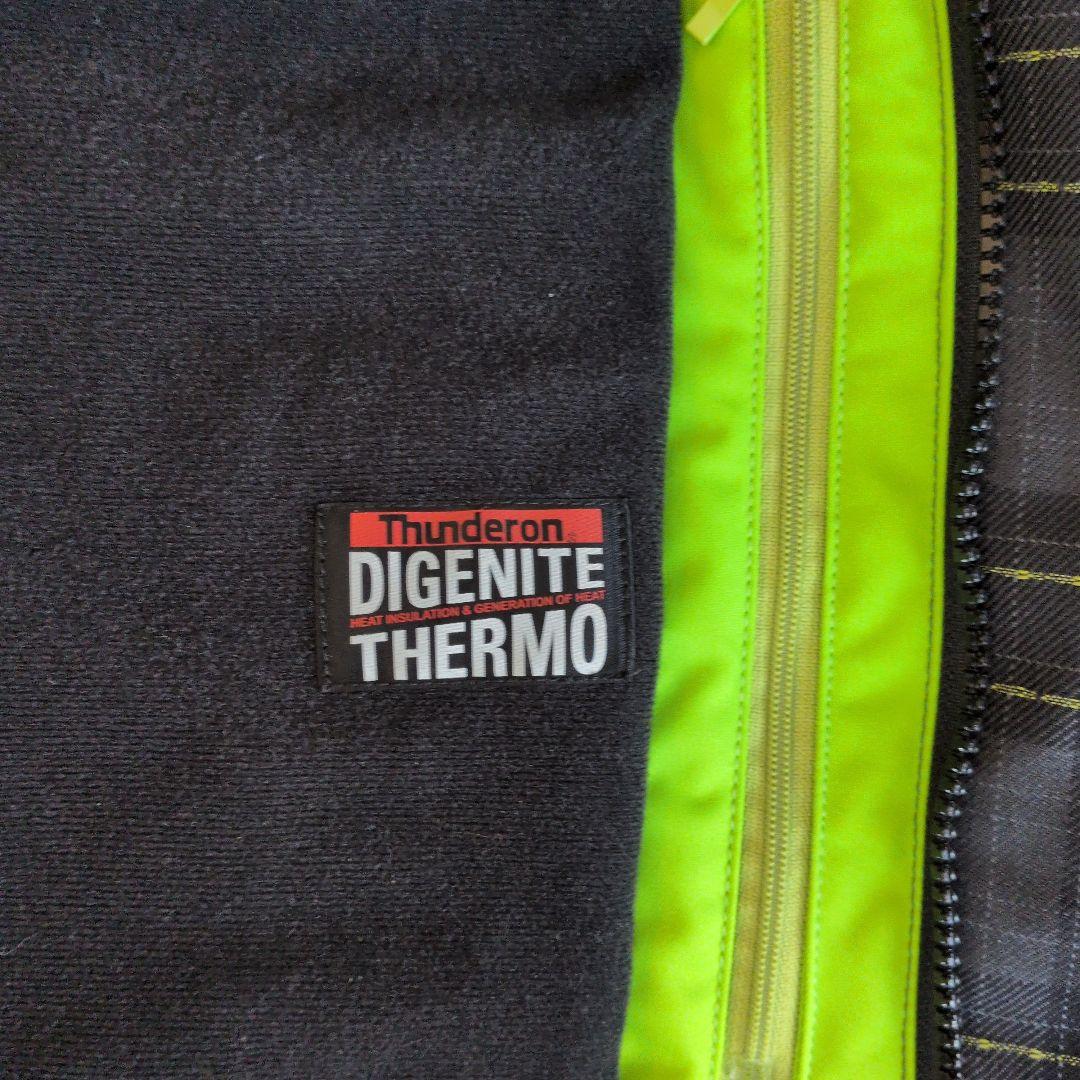 Thunderon®
DIGENITE
HEAT INSULATION & GENERATION OF HEAT
THERMO